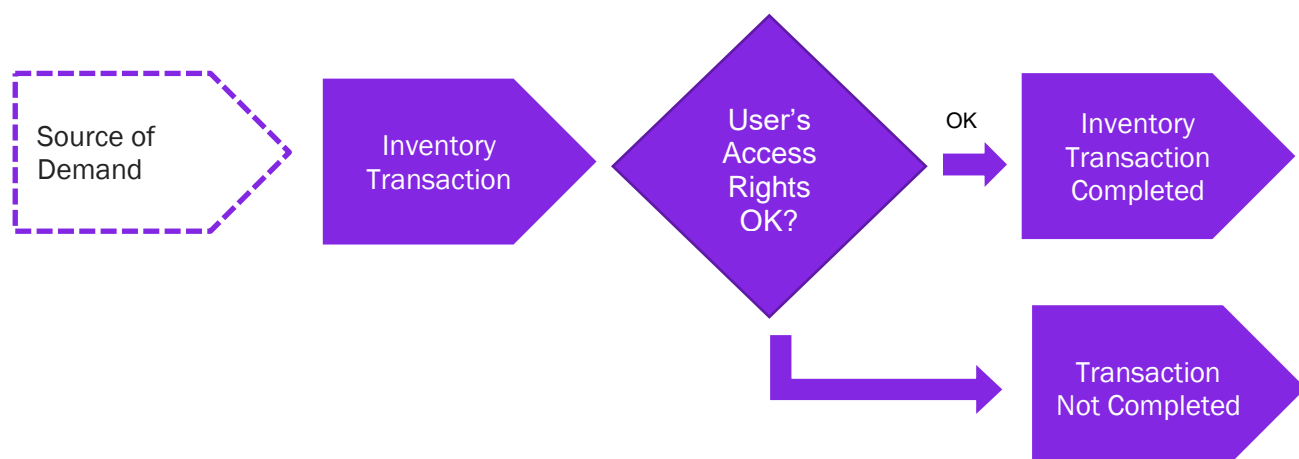 Source of
Demand
Inventory
Transaction
User’s
Access
Rights
OK?
OK
Inventory
Transaction
Completed
Transaction
Not Completed